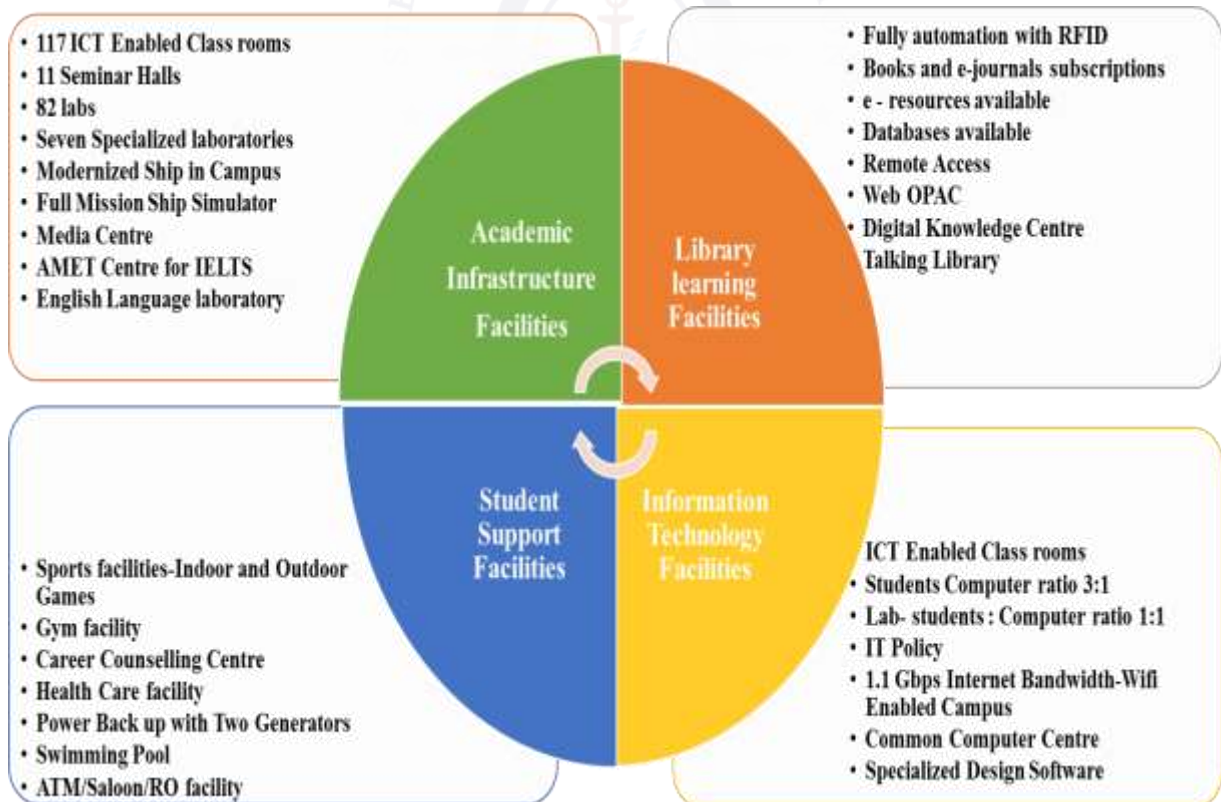 • 117 ICT Enabled Class rooms
• 11 Seminar Halls
• 82 labs
• Seven Specialized laboratories
• Modernized Ship in Campus
• Full Mission Ship Simulator
• Media Centre
• AMET Centre for IELTS
• English Language laboratory
Academic
Infrastructure
Facilities
• Fully automation with RFID
• Books and e-journals subscriptions
• e - resources available
• Databases available
• Remote Access
• Web OPAC
• Digital Knowledge Centre
Talking Library
Library
learning
Facilities
• Sports facilities-Indoor and Outdoor
Games
• Gym facility
• Career Counselling Centre
• Health Care facility
• Power Back up with Two Generators
• Swimming Pool
• ATM/Saloon/RO facility
Student
Support
Facilities
Information
Technology
Facilities
ICT Enabled Class rooms
• Students Computer ratio 3:1
• Lab- students : Computer ratio 1:1
• IT Policy
• 1.1 Gbps Internet Bandwidth-Wifi
Enabled Campus
• Common Computer Centre
• Specialized Design Software